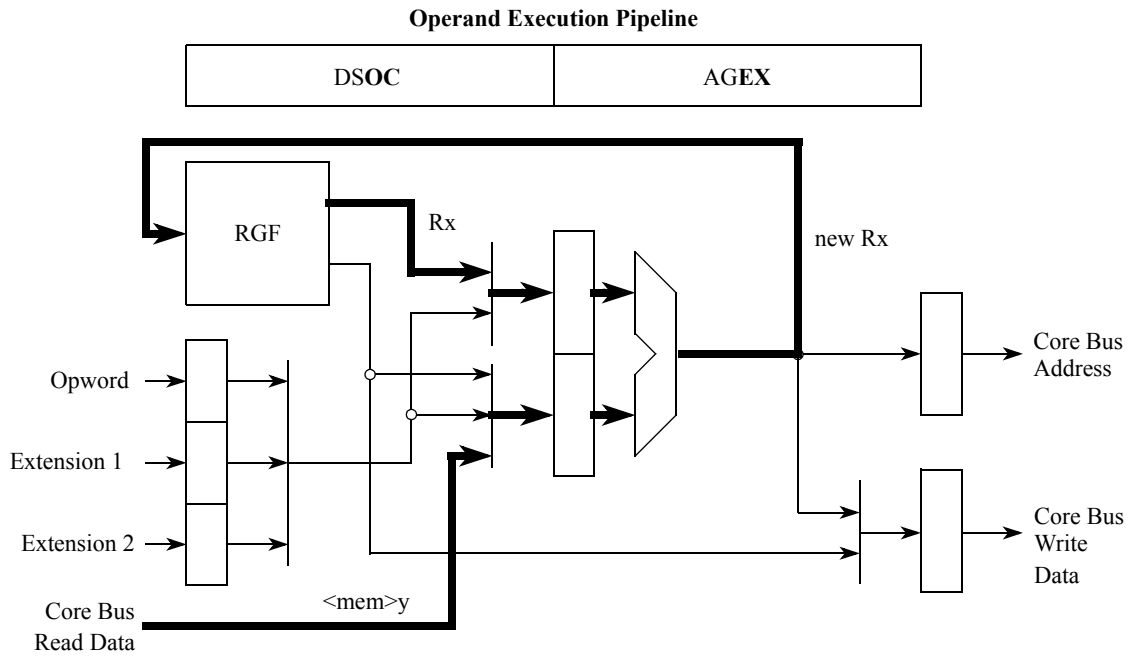 Operand Execution Pipeline
DSOC
AGEX
RGF
Rx
new Rx
Opword
Extension 1
Extension 2
Core Bus
Read Data
<mem>y
Core Bus
Address
Core Bus
Write
Data